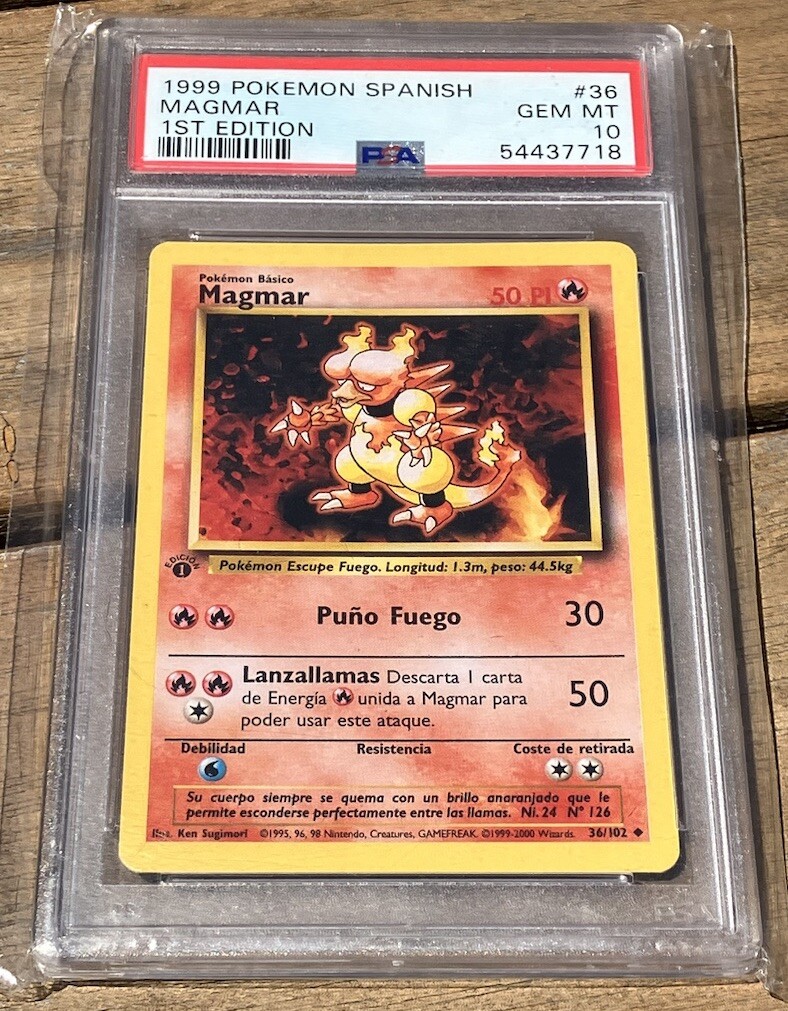 1999 POKEMON SPANISH #36
MAGMAR GEM MT
1ST EDITION 10
PSA 54437718
Pokémon Básico
Magmar 50 PI
EDICIÓN
1
Pokémon Escupe Fuego. Longitud: 1.3m, peso: 44.5kg
Puño Fuego 30
Lanzallamas Descarta 1 carta
de Energía unida a Magmar para
poder usar este ataque.
50
Debilidad Resistencia Coste de retirada
Su cuerpo siempre se quema con un brillo anaranjado que le
permite esconderse perfectamente entre las llamas. Ni. 24 Nº 126
Ken Sugimori ©1995, 96, 98 Nintendo, Creatures, GAMEFREAK. ©1999-2000 Wizards. 36/102